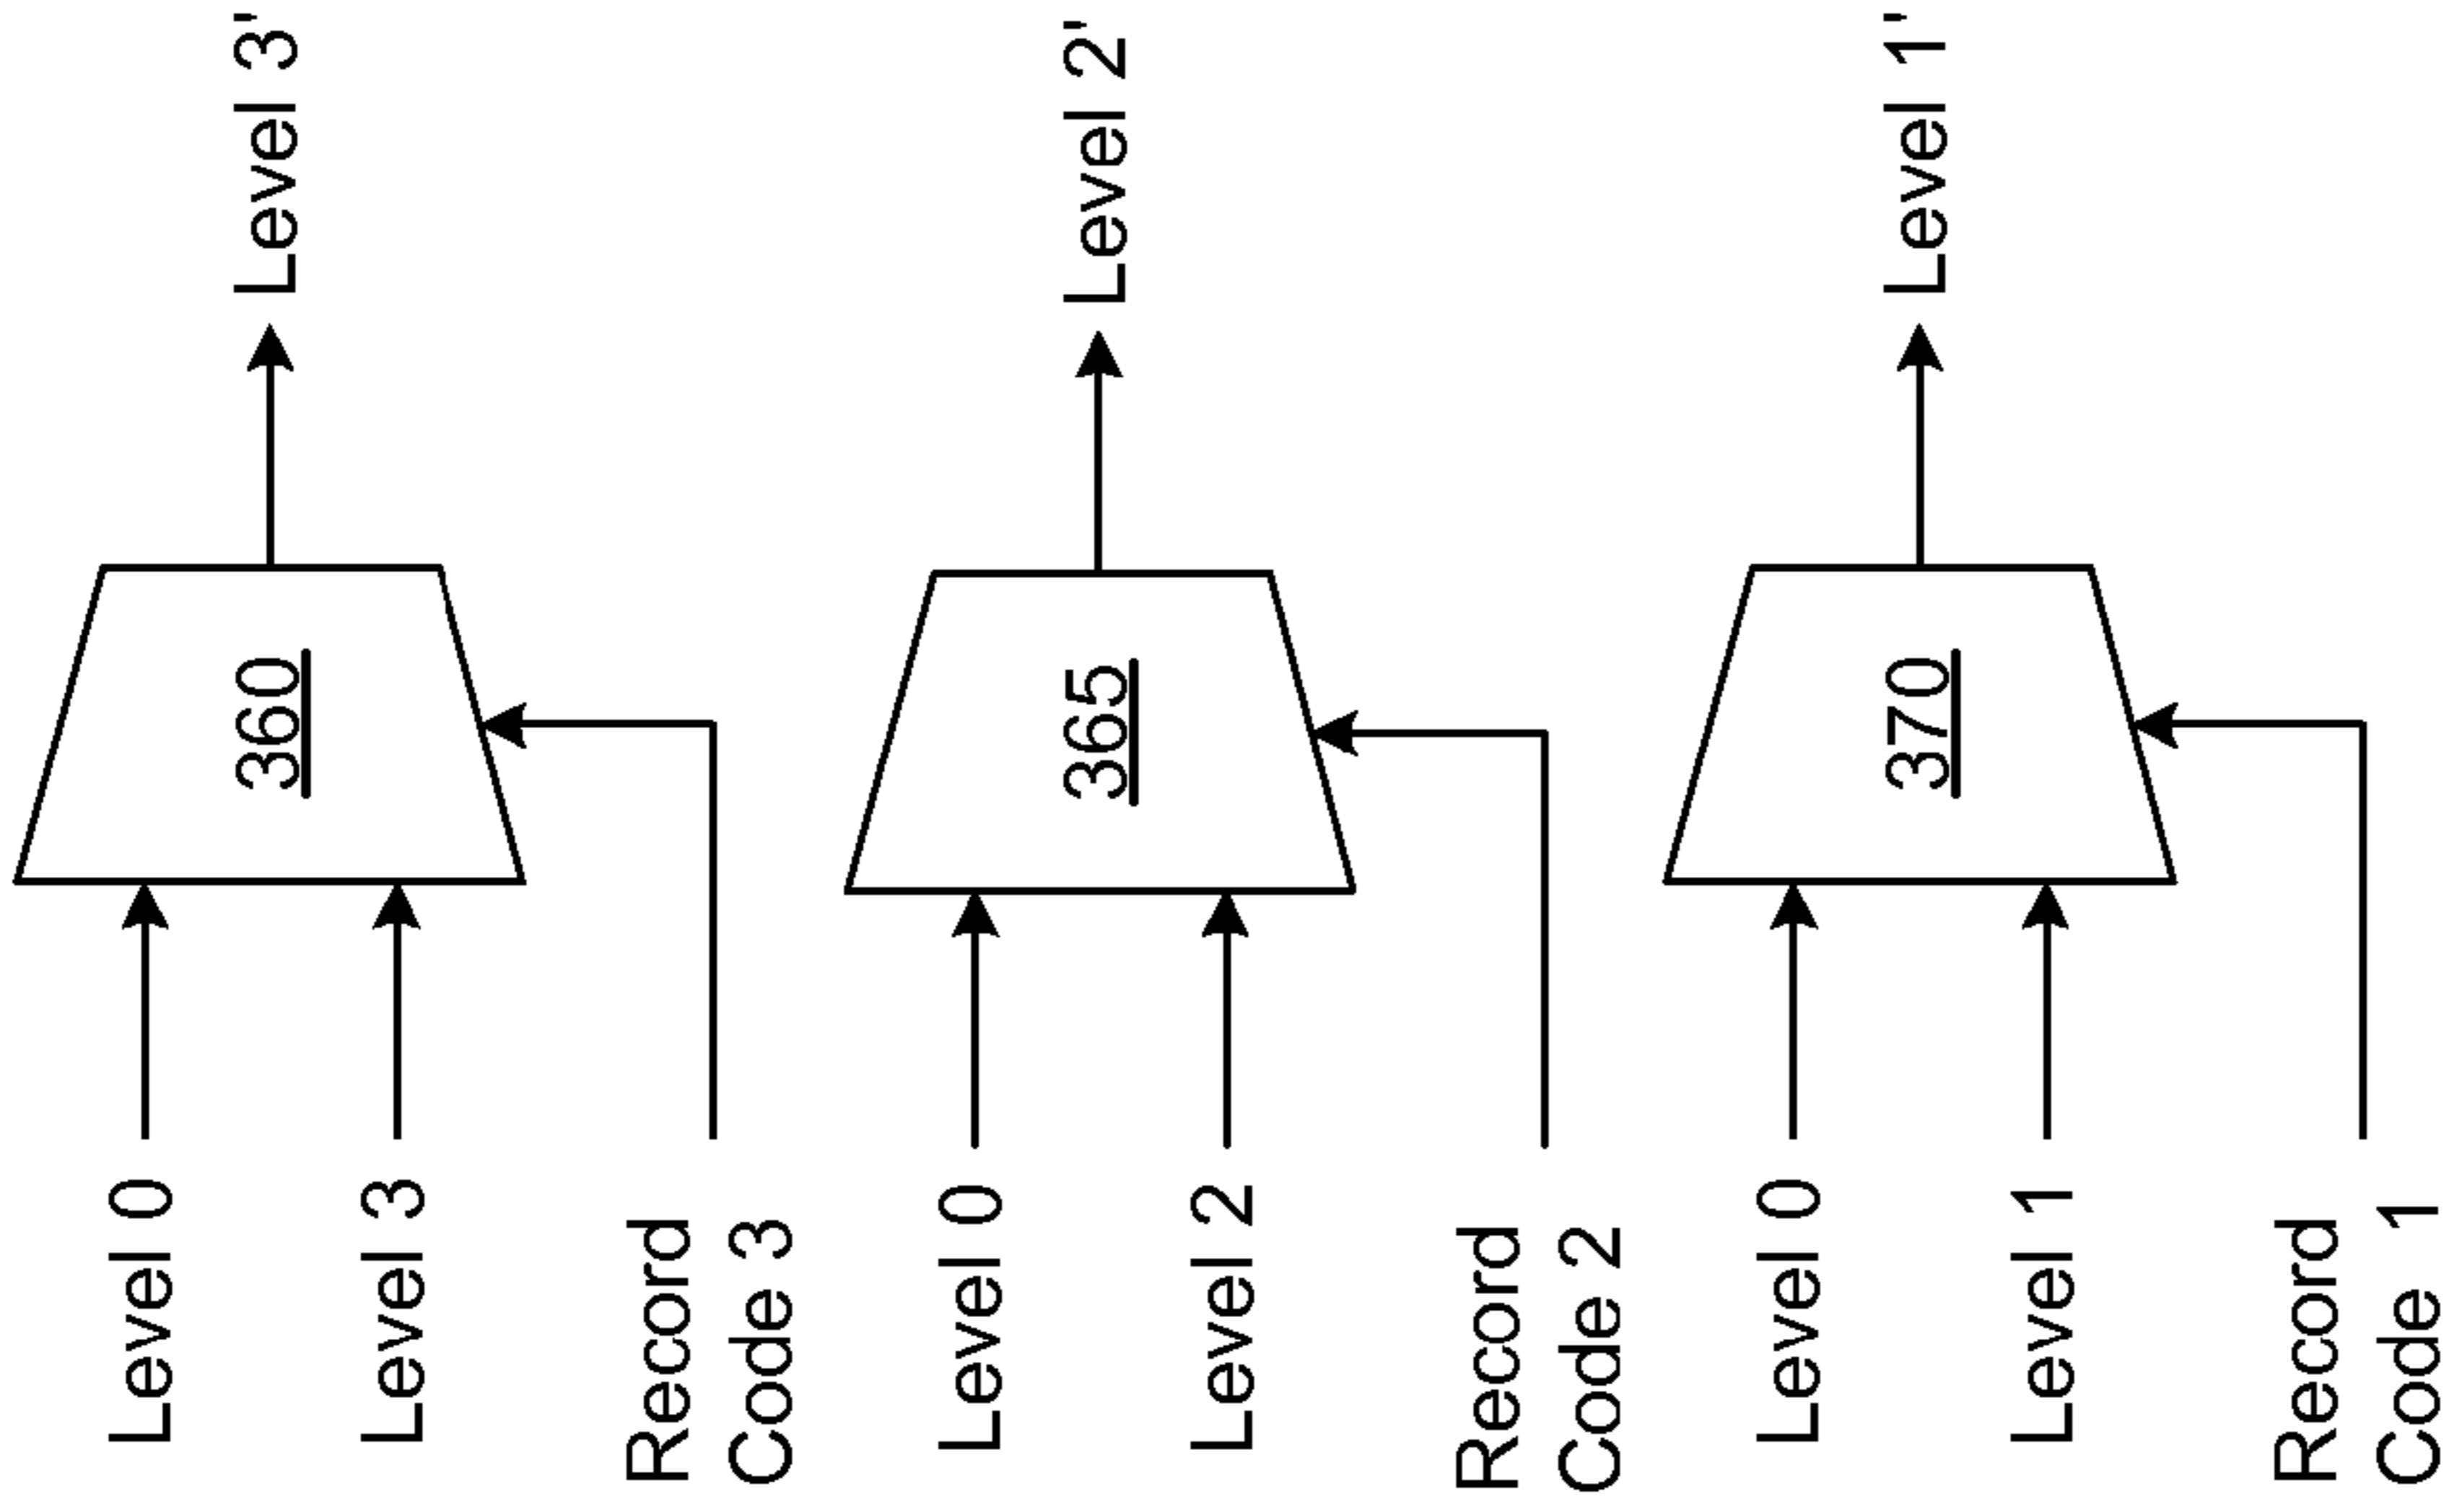 Level 0
Level 3
Record
Code 3
360
Level 3'
Level 0
Level 2
Record
Code 2
365
Level 2'
Level 0
Level 1
Record
Code 1
370
Level 1'